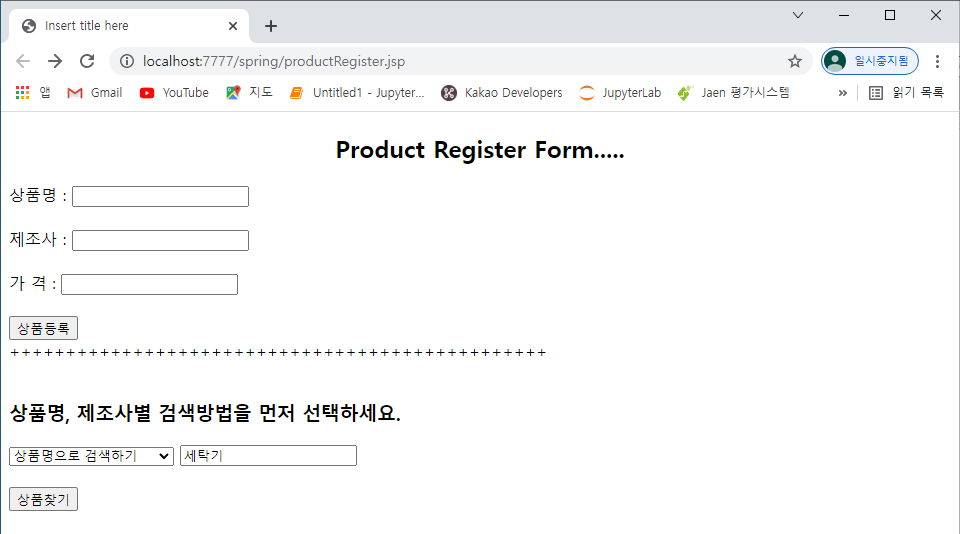 Insert title here
localhost:7777/spring/productRegister.jsp
일시중지됨
앱 Gmail YouTube 지도 Untitled1 - Jupyter... Kakao Developers JupyterLab Jaen 평가시스템 » 읽기 목록
Product Register Form.....
상품명 :
제조사 :
가 격 :
상품등록
++++++++++++++++++++++++++++++++++++++++++++++++
상품명, 제조사별 검색방법을 먼저 선택하세요.
상품명으로 검색하기 세탁기
상품찾기